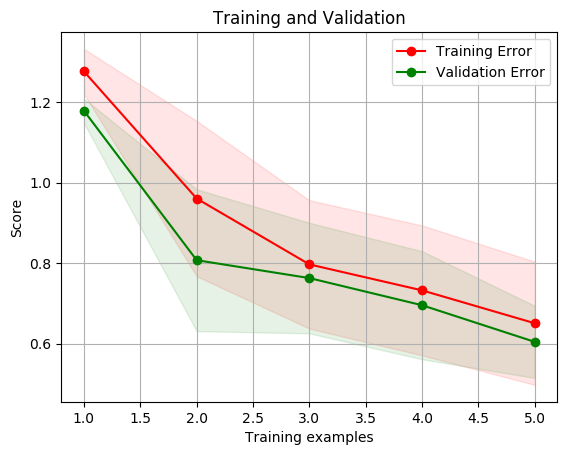 Training and Validation
Training Error
Validation Error
1.2
1.0
0.8
0.6
Score
1.0 1.5 2.0 2.5 3.0 3.5 4.0 4.5 5.0
Training examples